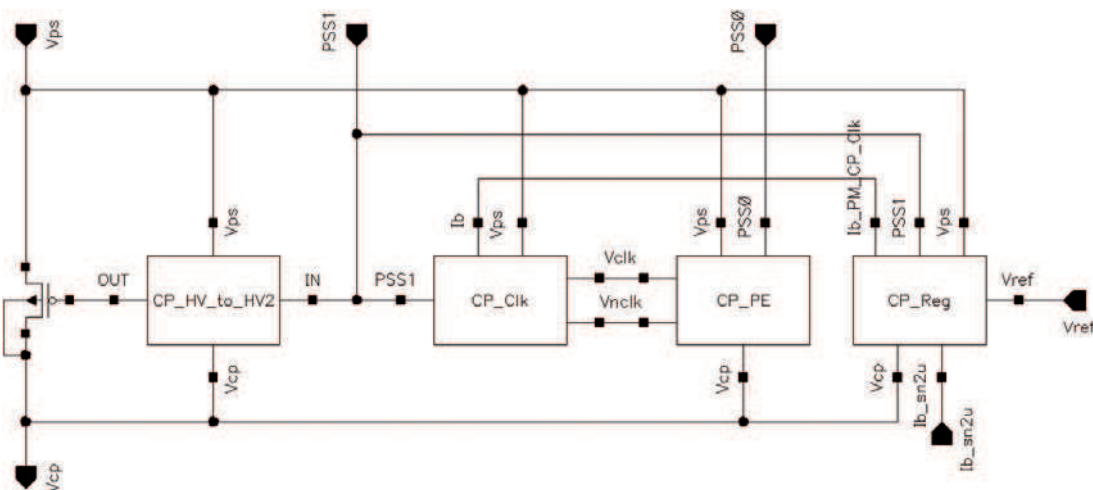 Vps
PSS1
PSSØ
Ib_PM_CP_Clk
Vps
Ib
Vps
Vps
PSSØ
PSS1
Vps
OUT
CP_HV_to_HV2
IN
PSS1
CP_Clk
Vclk
Vnclk
CP_PE
CP_Reg
Vref
Vref
Vcp
Vcp
Vcp
Ib_sn2u
Ib_sn2u
Vcp